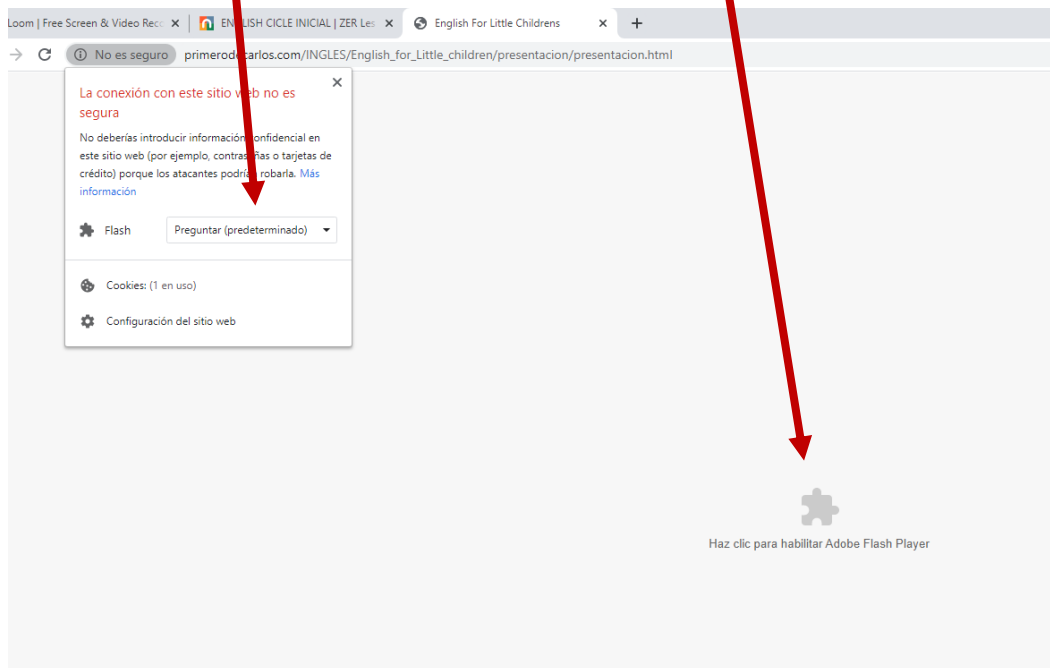 Loom | Free Screen & Video Reco
ENGLISH CICLE INICIAL | ZER Les
English For Little Childrens
No es seguro
primerodecarlos.com/INGLES/English_for_Little_children/presentacion/presentacion.html
La conexión con este sitio web no es
segura
No deberías introducir información confidencial en
este sitio web (por ejemplo, contraseñas o tarjetas de
crédito) porque los atacantes podrían robarla. Más
información
Flash
Preguntar (predeterminado)
Cookies: (1 en uso)
Configuración del sitio web
Haz clic para habilitar Adobe Flash Player